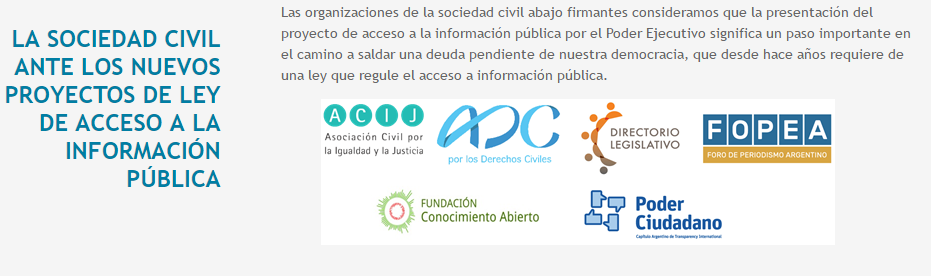 LA SOCIEDAD CIVIL
ANTE LOS NUEVOS
PROYECTOS DE LEY
DE ACCESO A LA
INFORMACIÓN
PÚBLICA
Las organizaciones de la sociedad civil abajo firmantes consideramos que la presentación del
proyecto de acceso a la información pública por el Poder Ejecutivo significa un paso importante en
el camino a saldar una deuda pendiente de nuestra democracia, que desde hace años requiere de
una ley que regule el acceso a información pública.
ACIJ
Asociación Civil por
la Igualdad y la Justicia
ADC
por los Derechos Civiles
DIRECTORIO
LEGISLATIVO
FOPEA
FORO DE PERIODISMO ARGENTINO
FUNDACIÓN
Conocimiento Abierto
Poder
Ciudadano
Capítulo Argentino de Transparency International